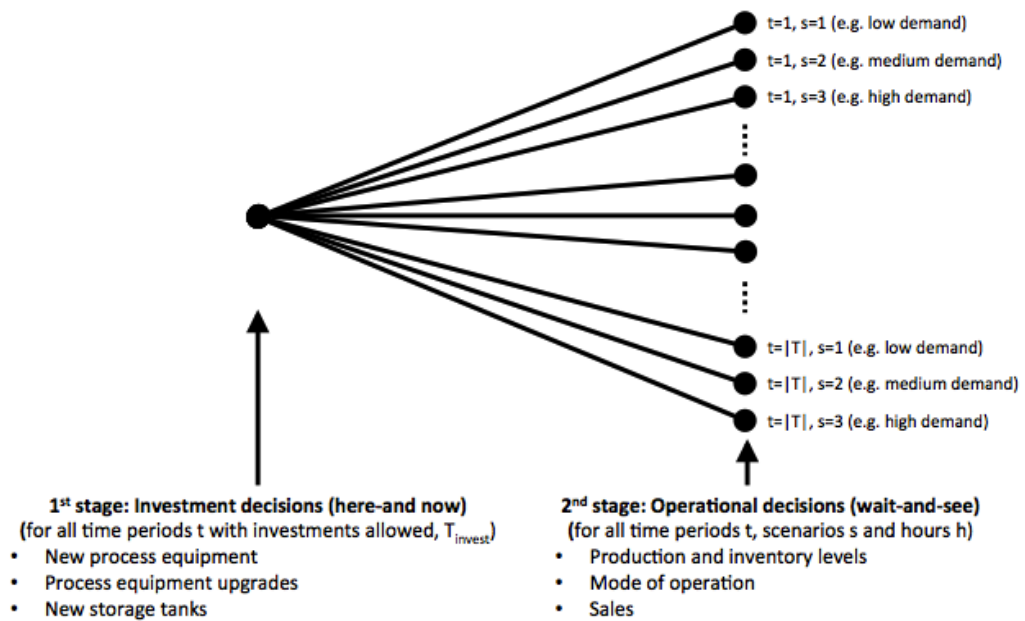 t=1, s=1 (e.g. low demand)
t=1, s=2 (e.g. medium demand)
t=1, s=3 (e.g. high demand)
t=|T|, s=1 (e.g. low demand)
t=|T|, s=2 (e.g. medium demand)
t=|T|, s=3 (e.g. high demand)
1st stage: Investment decisions (here-and now)
(for all time periods t with investments allowed, Tinvest)
• New process equipment
• Process equipment upgrades
• New storage tanks
2nd stage: Operational decisions (wait-and-see)
(for all time periods t, scenarios s and hours h)
• Production and inventory levels
• Mode of operation
• Sales